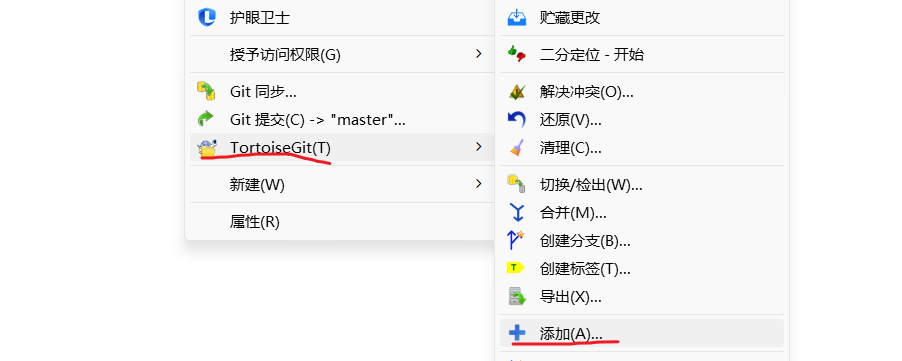 护眼卫士
授予访问权限(G)
Git 同步...
Git 提交(C) -> "master"...
TortoiseGit(T)
新建(W)
属性(R)
贮藏更改
二分定位 - 开始
解决冲突(O)...
还原(V)...
清理(C)...
切换/检出(W)...
合并(M)...
创建分支(B)...
创建标签(T)...
导出(X)...
添加(A)...